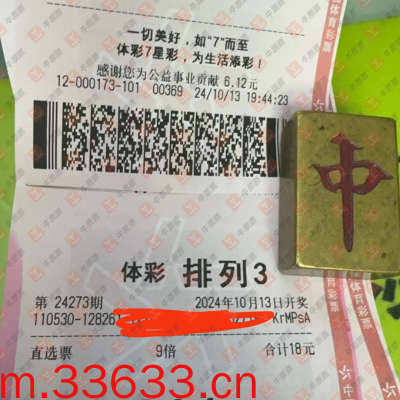 一切美好，如"7"而至
体彩7星彩，为生活添彩！
感谢您为公益事业贡献 6.12元
12-000173-101 00369 24/10/13 19:44:23
中
体彩 排列3
第 24273期 2024年10月13日开奖
110530-12826 KrMPsA
直选票 9倍 合计18元
m.33633.cn